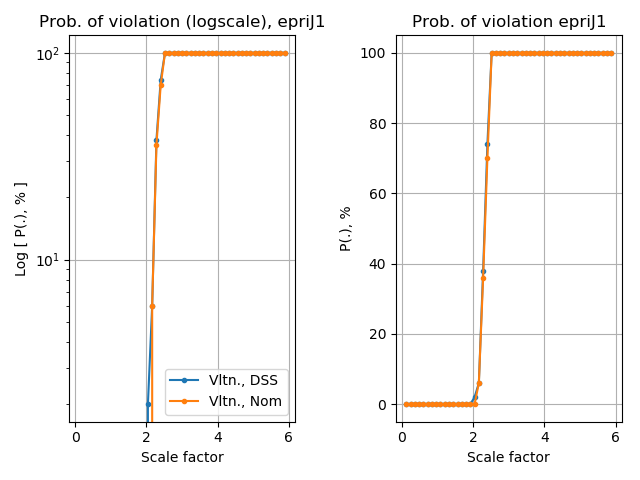 Prob. of violation (logscale), epriJ1
Log [ P(.), % ]
10²
10¹
0 2 4 6
Scale factor
Vltn., DSS
Vltn., Nom
Prob. of violation epriJ1
P(.), %
100
80
60
40
20
0
0 2 4 6
Scale factor